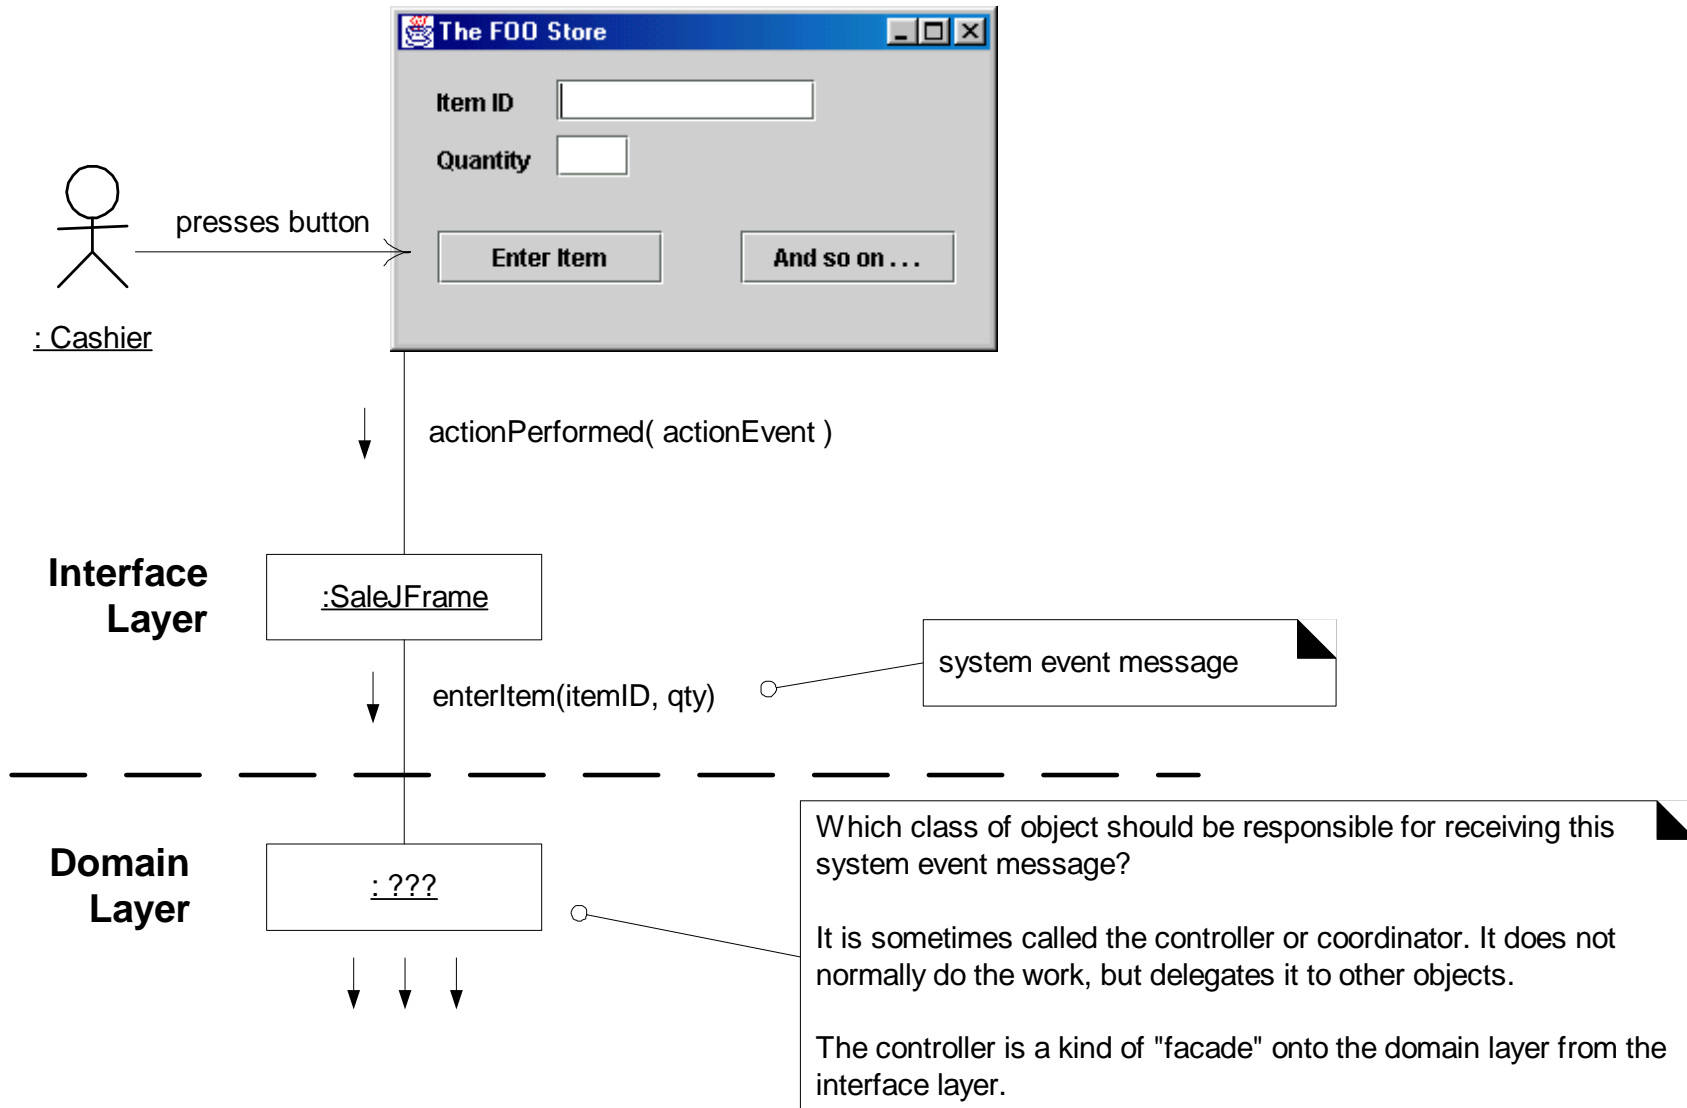 The FOO Store
Item ID
Quantity
presses button
Enter Item
And so on . . .
: Cashier
actionPerformed( actionEvent )
Interface
Layer
:SaleJFrame
system event message
enterItem(itemID, qty)
Domain
Layer
: ???
Which class of object should be responsible for receiving this
system event message?
It is sometimes called the controller or coordinator. It does not
normally do the work, but delegates it to other objects.
The controller is a kind of "facade" onto the domain layer from the
interface layer.